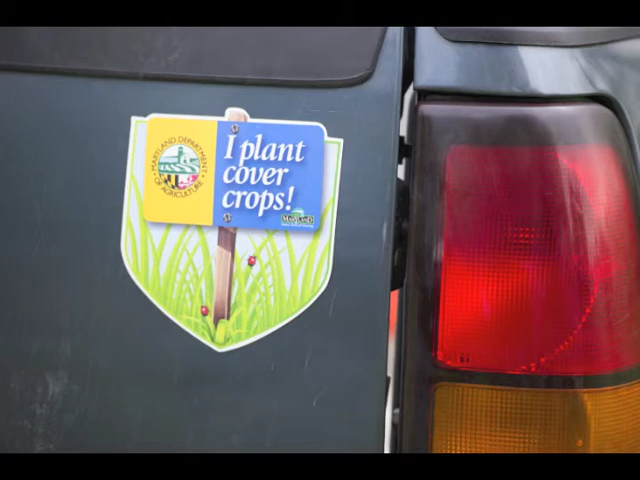 MARYLAND DEPARTMENT
OF AGRICULTURE
I plant
cover
crops!
MARYLAND